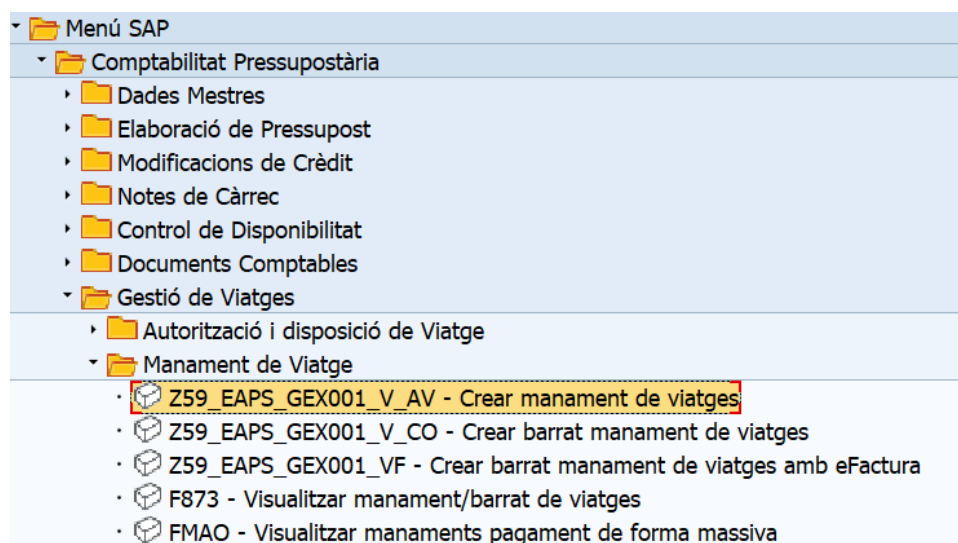 Menú SAP
Comptabilitat Pressupostària
Dades Mestres
Elaboració de Pressupost
Modificacions de Crèdit
Notes de Càrrec
Control de Disponibilitat
Documents Comptables
Gestió de Viatges
Autorització i disposició de Viatge
Manament de Viatge
Z59_EAPS_GEX001_V_AV - Crear manament de viatges
Z59_EAPS_GEX001_V_CO - Crear barrat manament de viatges
Z59_EAPS_GEX001_VF - Crear barrat manament de viatges amb eFactura
F873 - Visualitzar manament/barrat de viatges
FMAO - Visualitzar manaments pagament de forma massiva